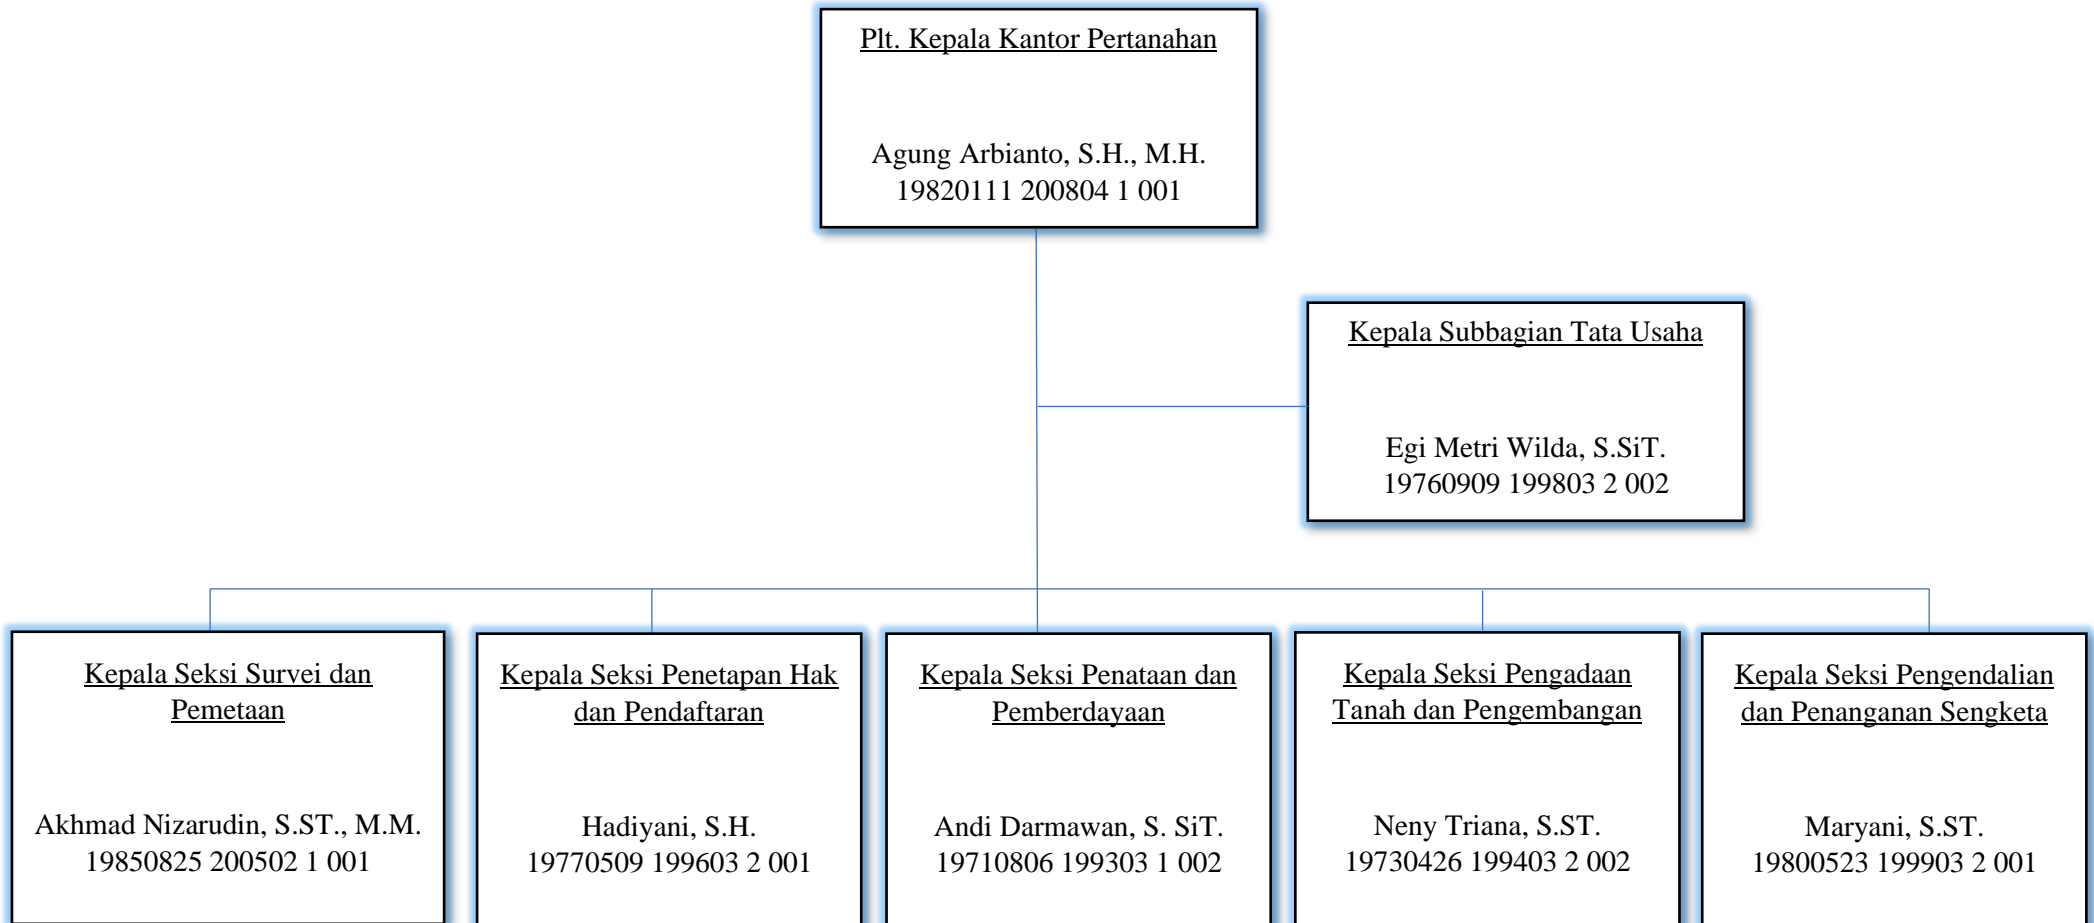 Plt. Kepala Kantor Pertanahan
Agung Arbianto, S.H., M.H.
19820111 200804 1 001
Kepala Subbagian Tata Usaha
Egi Metri Wilda, S.SiT.
19760909 199803 2 002
Kepala Seksi Survei dan
Pemetaan
Akhmad Nizarudin, S.ST., M.M.
19850825 200502 1 001
Kepala Seksi Penetapan Hak
dan Pendaftaran
Hadiyani, S.H.
19770509 199603 2 001
Kepala Seksi Penataan dan
Pemberdayaan
Andi Darmawan, S. SiT.
19710806 199303 1 002
Kepala Seksi Pengadaan
Tanah dan Pengembangan
Neny Triana, S.ST.
19730426 199403 2 002
Kepala Seksi Pengendalian
dan Penanganan Sengketa
Maryani, S.ST.
19800523 199903 2 001